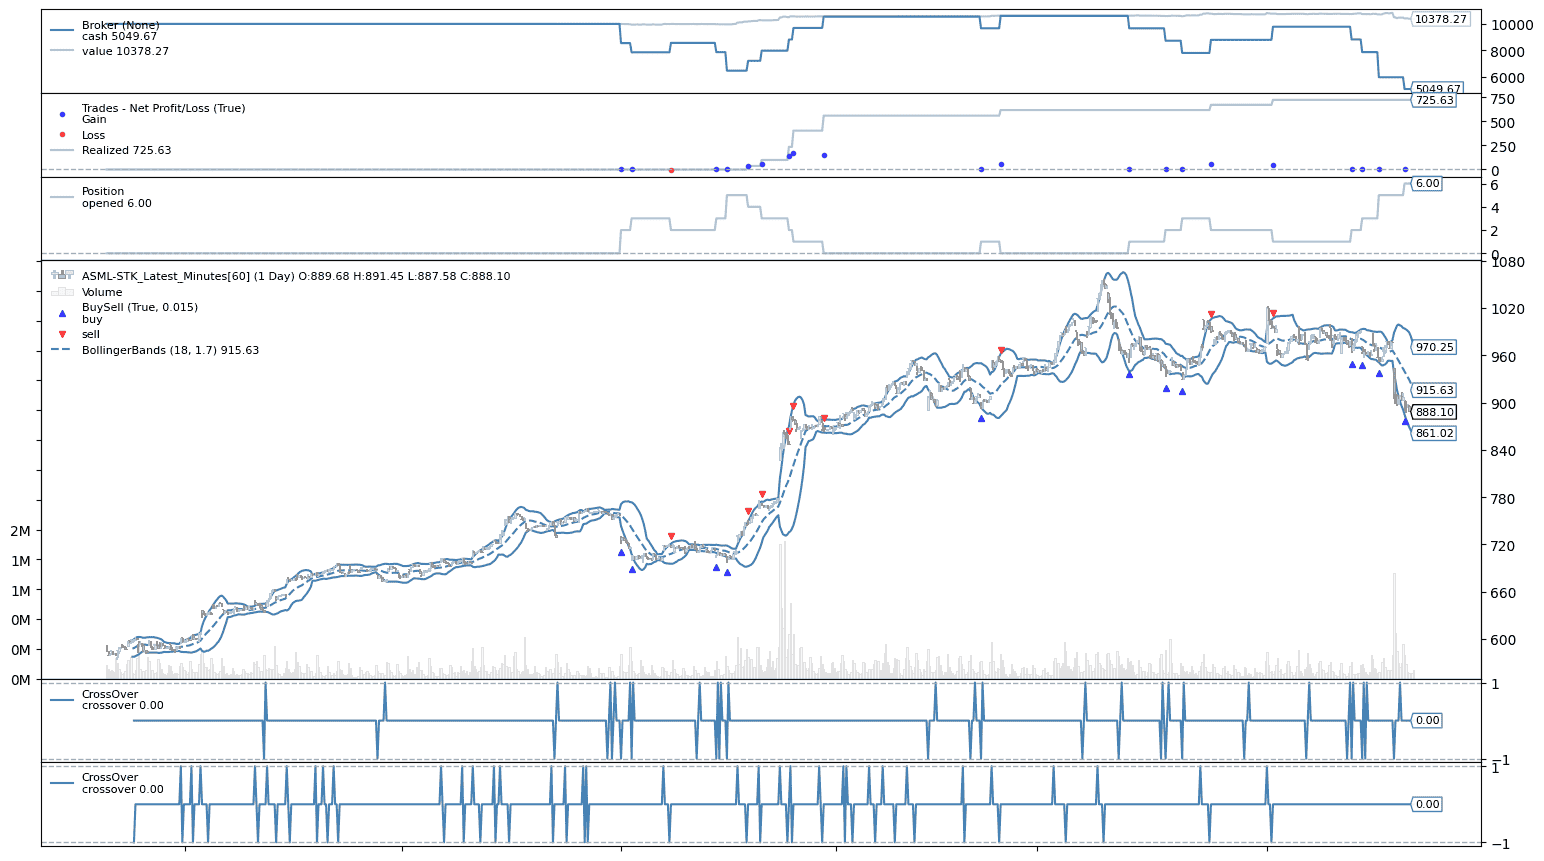 Broker (None)
cash 5049.67
value 10378.27
10378.27
10000
8000
6000
5049.67
Trades - Net Profit/Loss (True)
Gain
Loss
Realized 725.63
750
725.63
500
250
0
Position
opened 6.00
6.00
6
4
2
0
ASML-STK_Latest_Minutes[60] (1 Day) O:889.68 H:891.45 L:887.58 C:888.10
Volume
BuySell (True, 0.015)
buy
sell
BollingerBands (18, 1.7) 915.63
1080
1020
970.25
960
915.63
900
888.10
861.02
840
780
720
660
600
2M
1M
1M
0M
0M
0M
CrossOver
crossover 0.00
1
0.00
−1
CrossOver
crossover 0.00
1
0.00
−1